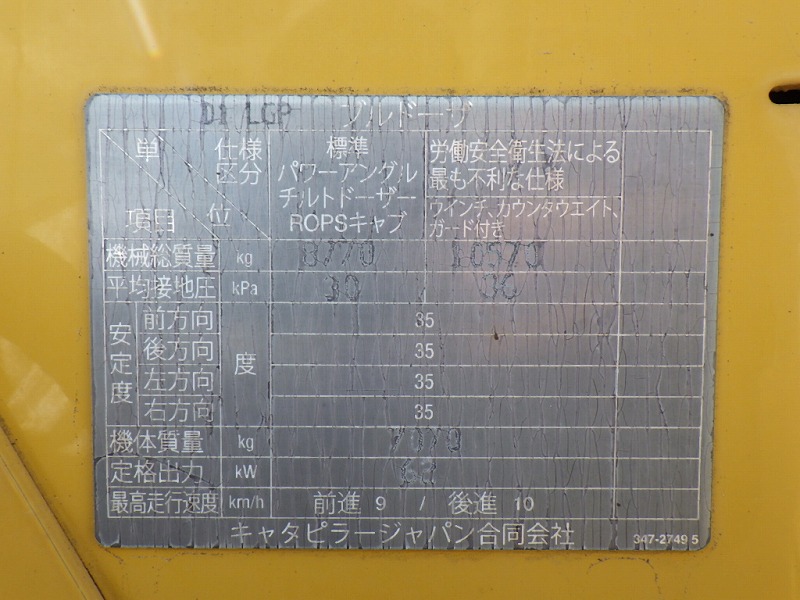 D1 LGP ブルドーザ
単 仕様
区分
項目 位
標準
パワーアングル
チルトドーザー
ROPSキャブ
労働安全衛生法による
最も不利な仕様
ウインチ、カウンタウエイト、
ガード付き
機械総質量 kg 8770
平均接地圧 kPa 30 /
安定度
度
前方向 35
後方向 35
左方向 35
右方向 35
機体質量 kg
定格出力 kW
最高走行速度 km/h 前進 9 / 後進 10
キャタピラージャパン合同会社
347-2749 5